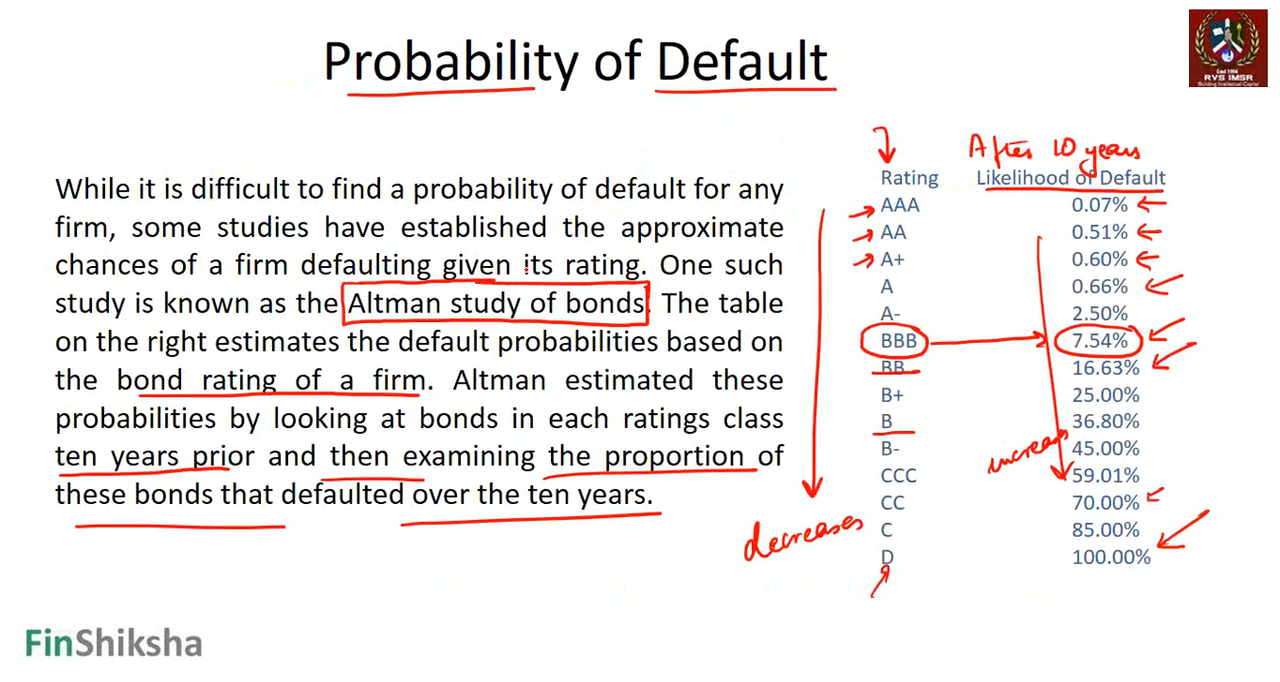 Probability of Default
Estd 1994
RVS IMSR
Building Intellectual Capital
While it is difficult to find a probability of default for any
firm, some studies have established the approximate
chances of a firm defaulting given its rating. One such
study is known as the Altman study of bonds. The table
on the right estimates the default probabilities based on
the bond rating of a firm. Altman estimated these
probabilities by looking at bonds in each ratings class
ten years prior and then examining the proportion of
these bonds that defaulted over the ten years.
After 10 years
Rating Likelihood of Default
AAA 0.07%
AA 0.51%
A+ 0.60%
A 0.66%
A- 2.50%
BBB 7.54%
BB 16.63%
B+ 25.00%
B 36.80%
increases
B- 45.00%
CCC 59.01%
CC 70.00%
decreases
C 85.00%
D 100.00%
FinShiksha